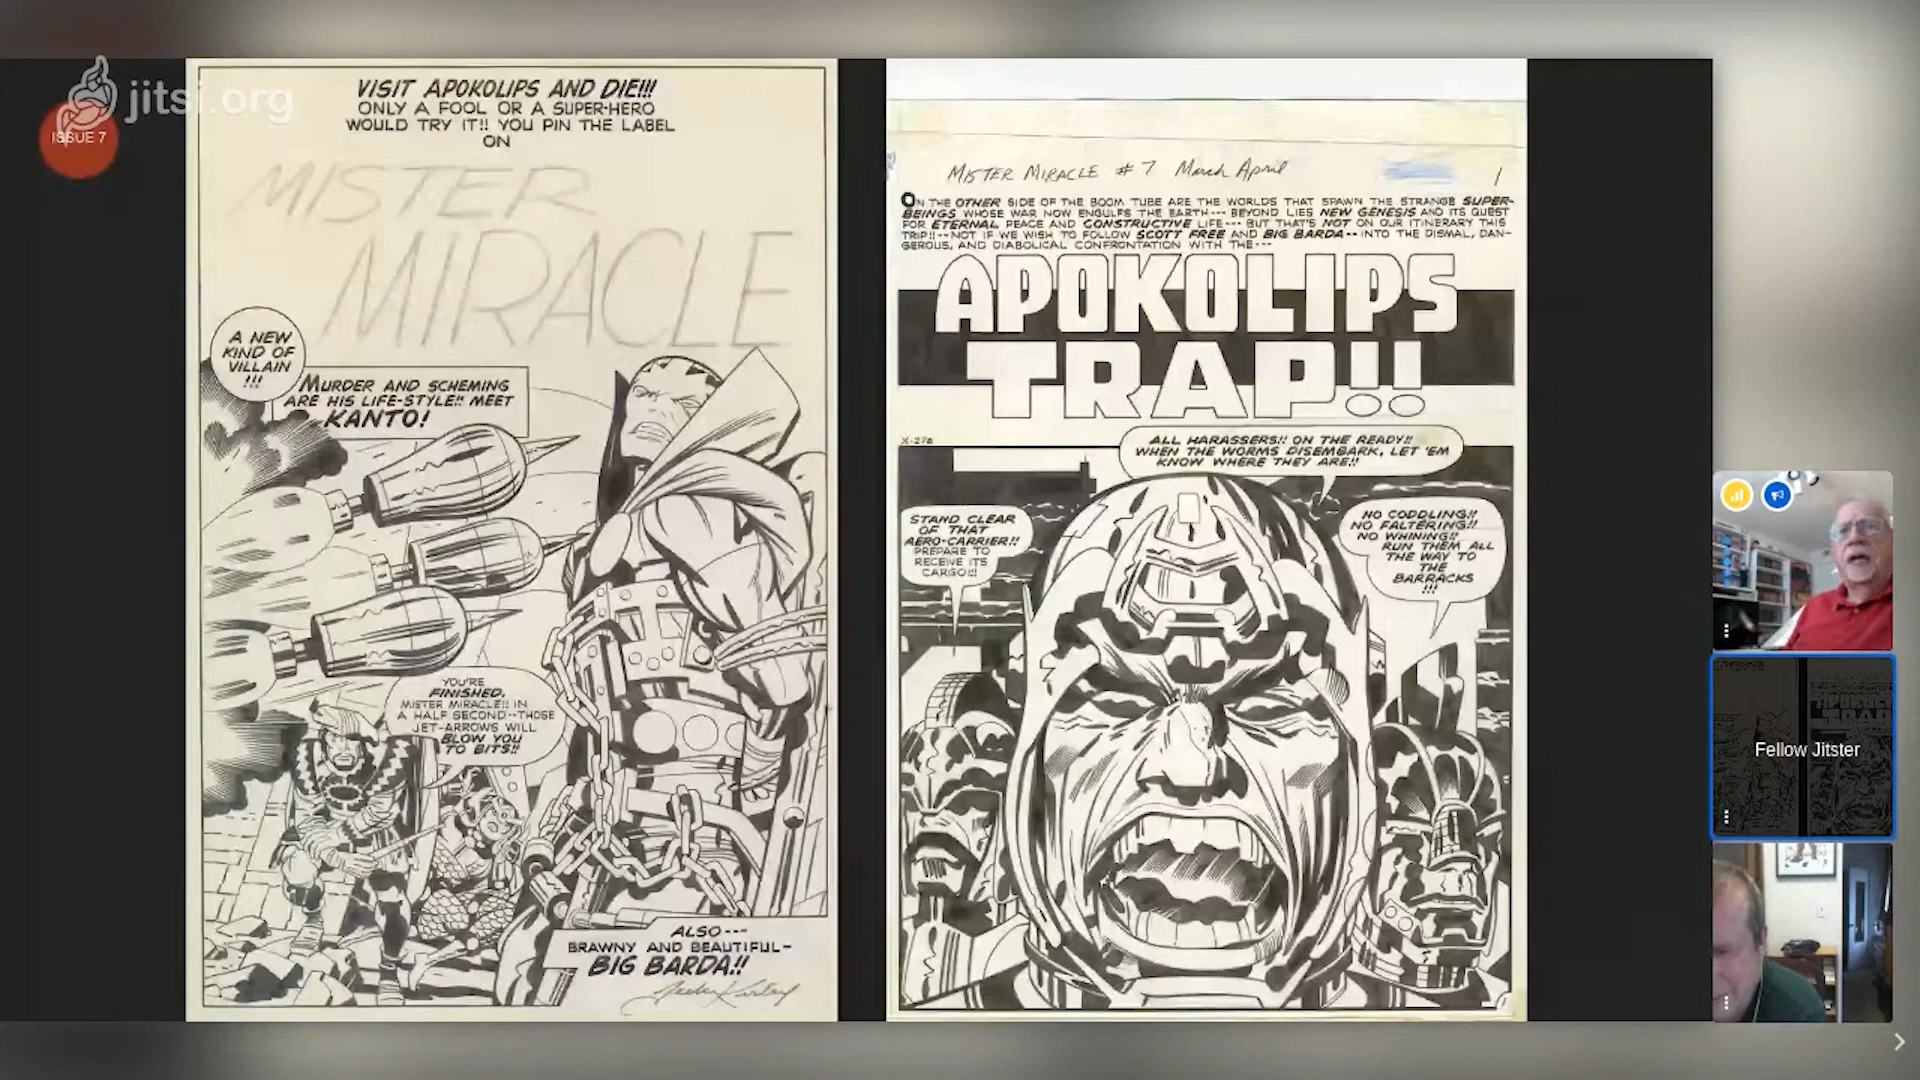 jitsi.org
ISSUE 7
VISIT APOKOLIPS AND DIE!!!
ONLY A FOOL OR A SUPER-HERO
WOULD TRY IT!! YOU PIN THE LABEL
ON
MISTER
MIRACLE
A NEW
KIND OF
VILLAIN
!!!
MURDER AND SCHEMING
ARE HIS LIFE-STYLE!! MEET
KANTO!
YOU'RE
FINISHED,
MISTER MIRACLE!! IN
A HALF SECOND--THOSE
JET-ARROWS WILL
BLOW YOU
TO BITS!!
ALSO---
BRAWNY AND BEAUTIFUL-
BIG BARDA!!
Jack Kirby
MISTER MIRACLE #7 March April
1
ON THE OTHER SIDE OF THE BOOM TUBE ARE THE WORLDS THAT SPAWN THE STRANGE SUPER-
BEINGS WHOSE WAR NOW ENGULFS THE EARTH--- BEYOND LIES NEW GENESIS AND ITS QUEST
FOR ETERNAL PEACE AND CONSTRUCTIVE LIFE--- BUT THAT'S NOT ON OUR ITINERARY THIS
TRIP!!--NOT IF WE WISH TO FOLLOW SCOTT FREE AND BIG BARDA-- INTO THE DISMAL, DAN-
GEROUS, AND DIABOLICAL CONFRONTATION WITH THE---
APOKOLIPS
TRAP!!
X-278
ALL HARASSERS!! ON THE READY!!
WHEN THE WORMS DISEMBARK, LET 'EM
KNOW WHERE THEY ARE!!
STAND CLEAR
OF THAT
AERO-CARRIER!!
PREPARE TO
RECEIVE ITS
CARGO!!!
NO CODDLING!!
NO FALTERING!!
NO WHINING!!
RUN THEM ALL
THE WAY TO
THE
BARRACKS
!!!
Fellow Jitster